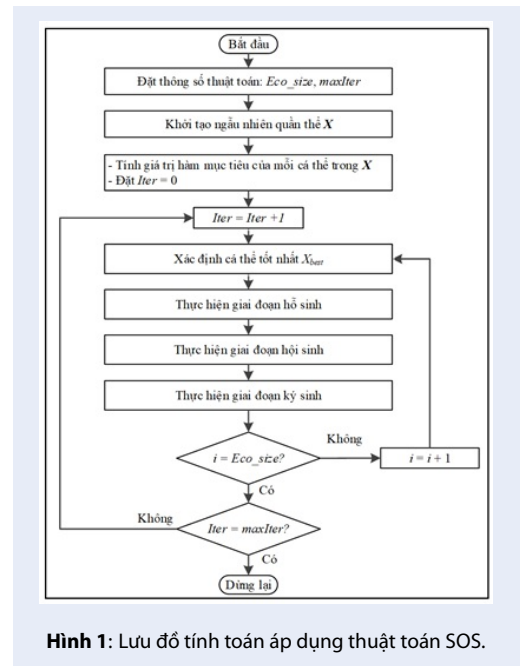 Bắt đầu
Đặt thông số thuật toán: Eco_size, maxIter
Khởi tạo ngẫu nhiên quần thể X
- Tính giá trị hàm mục tiêu của mỗi cá thể trong X
- Đặt Iter = 0
Iter = Iter +1
Xác định cá thể tốt nhất Xbest
Thực hiện giai đoạn hỗ sinh
Thực hiện giai đoạn hội sinh
Thực hiện giai đoạn ký sinh
i = Eco_size?
Không
i = i + 1
Có
Iter = maxIter?
Không
Có
Dừng lại
Hình 1: Lưu đồ tính toán áp dụng thuật toán SOS.